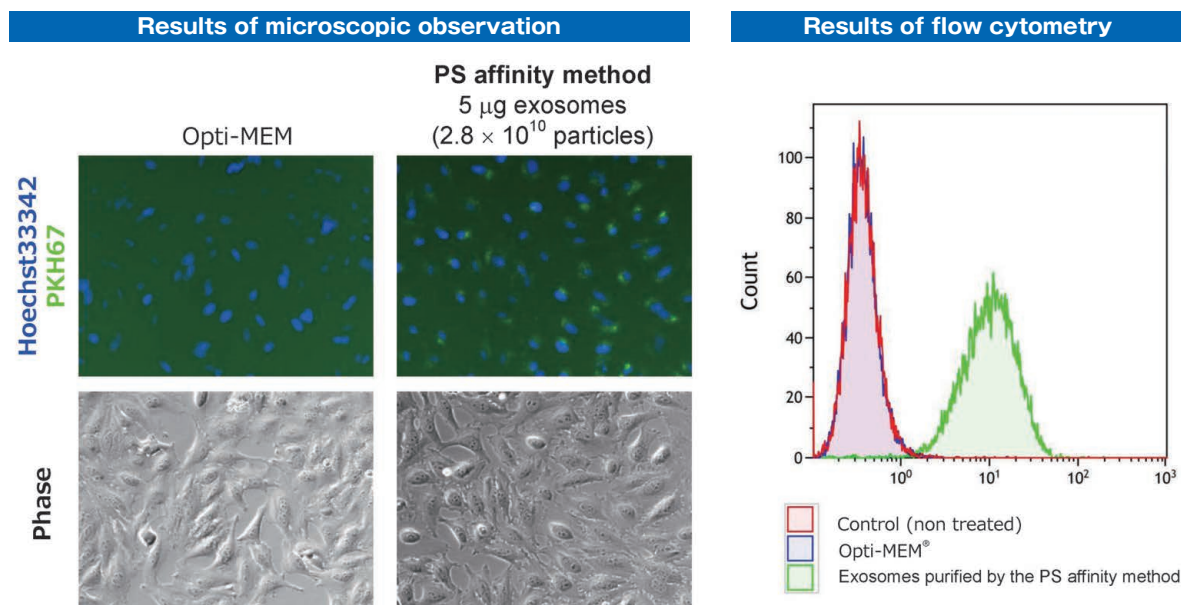 Results of microscopic observation
Opti-MEM
PS affinity method
5 μg exosomes
(2.8 × 10¹⁰ particles)
Hoechst33342
PKH67
Phase
Results of flow cytometry
Count
100
80
60
40
20
0
10⁰
10¹
10²
10³
Control (non treated)
Opti-MEM®
Exosomes purified by the PS affinity method